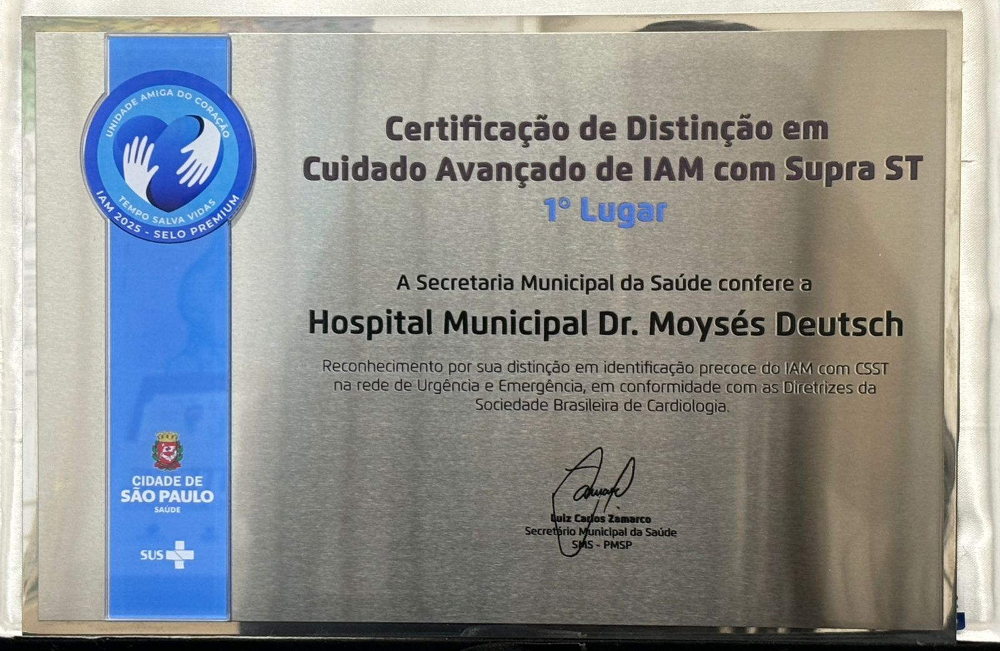 UNIDADE AMIGA DO CORAÇÃO
TEMPO SALVA VIDAS
IAM 2025 - SELO PREMIUM
Certificação de Distinção em
Cuidado Avançado de IAM com Supra ST
1° Lugar
A Secretaria Municipal da Saúde confere a
Hospital Municipal Dr. Moysés Deutsch
Reconhecimento por sua distinção em identificação precoce do IAM com CSST
na rede de Urgência e Emergência, em conformidade com as Diretrizes da
Sociedade Brasileira de Cardiologia.
Luiz Carlos Zamarco
Secretário Municipal da Saúde
SMS - PMSP
CIDADE DE
SÃO PAULO
SAÚDE
SUS